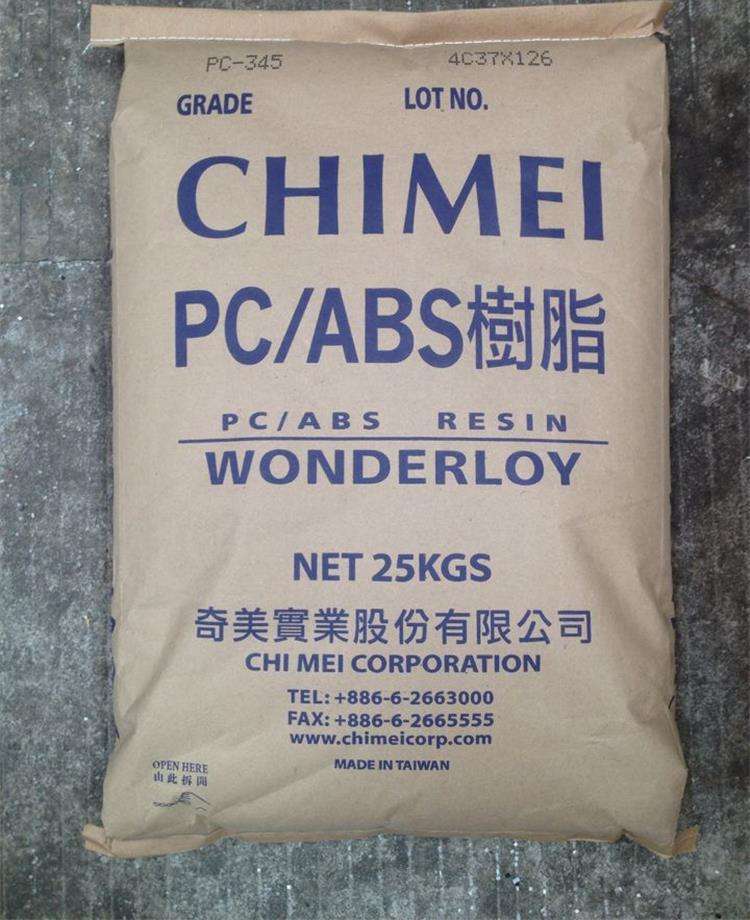 PC-345 4C37X126
GRADE LOT NO.
CHIMEI
PC/ABS樹脂
PC/ABS RESIN
WONDERLOY
NET 25KGS
奇美實業股份有限公司
CHI MEI CORPORATION
TEL: +886-6-2663000
FAX: +886-6-2665555
www.chimeicorp.com
MADE IN TAIWAN
OPEN HERE
由此拆開